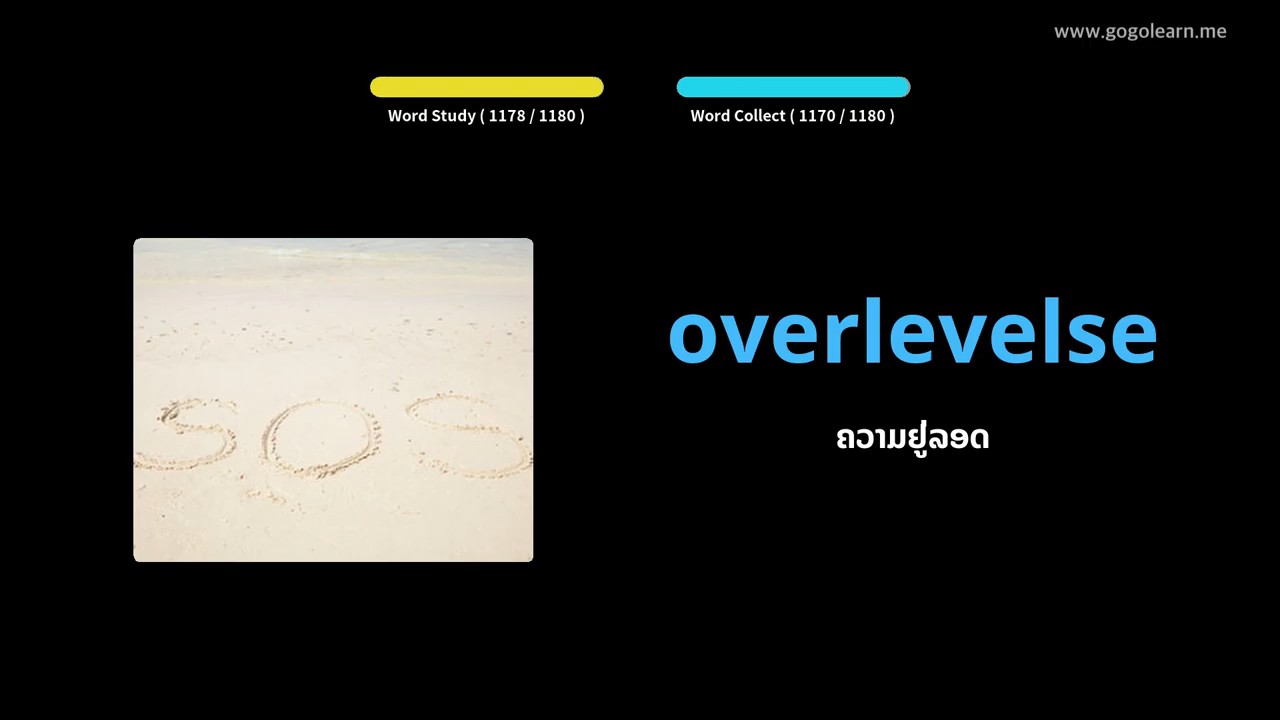 www.gogolearn.me
Word Study ( 1178 / 1180 )
Word Collect ( 1170 / 1180 )
SOS
overlevelse
ຄວາມຢູ່ລອດ